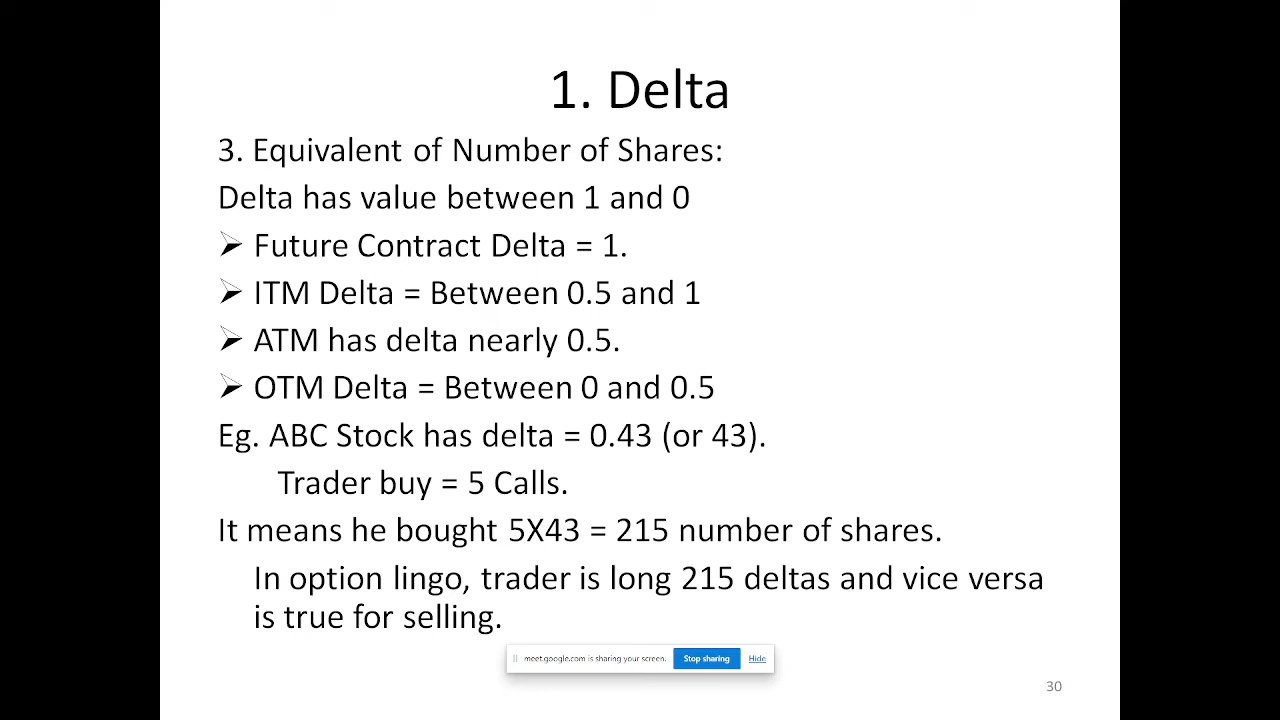 1. Delta
3. Equivalent of Number of Shares:
Delta has value between 1 and 0
➢ Future Contract Delta = 1.
➢ ITM Delta = Between 0.5 and 1
➢ ATM has delta nearly 0.5.
➢ OTM Delta = Between 0 and 0.5
Eg. ABC Stock has delta = 0.43 (or 43).
Trader buy = 5 Calls.
It means he bought 5X43 = 215 number of shares.
In option lingo, trader is long 215 deltas and vice versa
is true for selling.
meet.google.com is sharing your screen. Stop sharing Hide
30